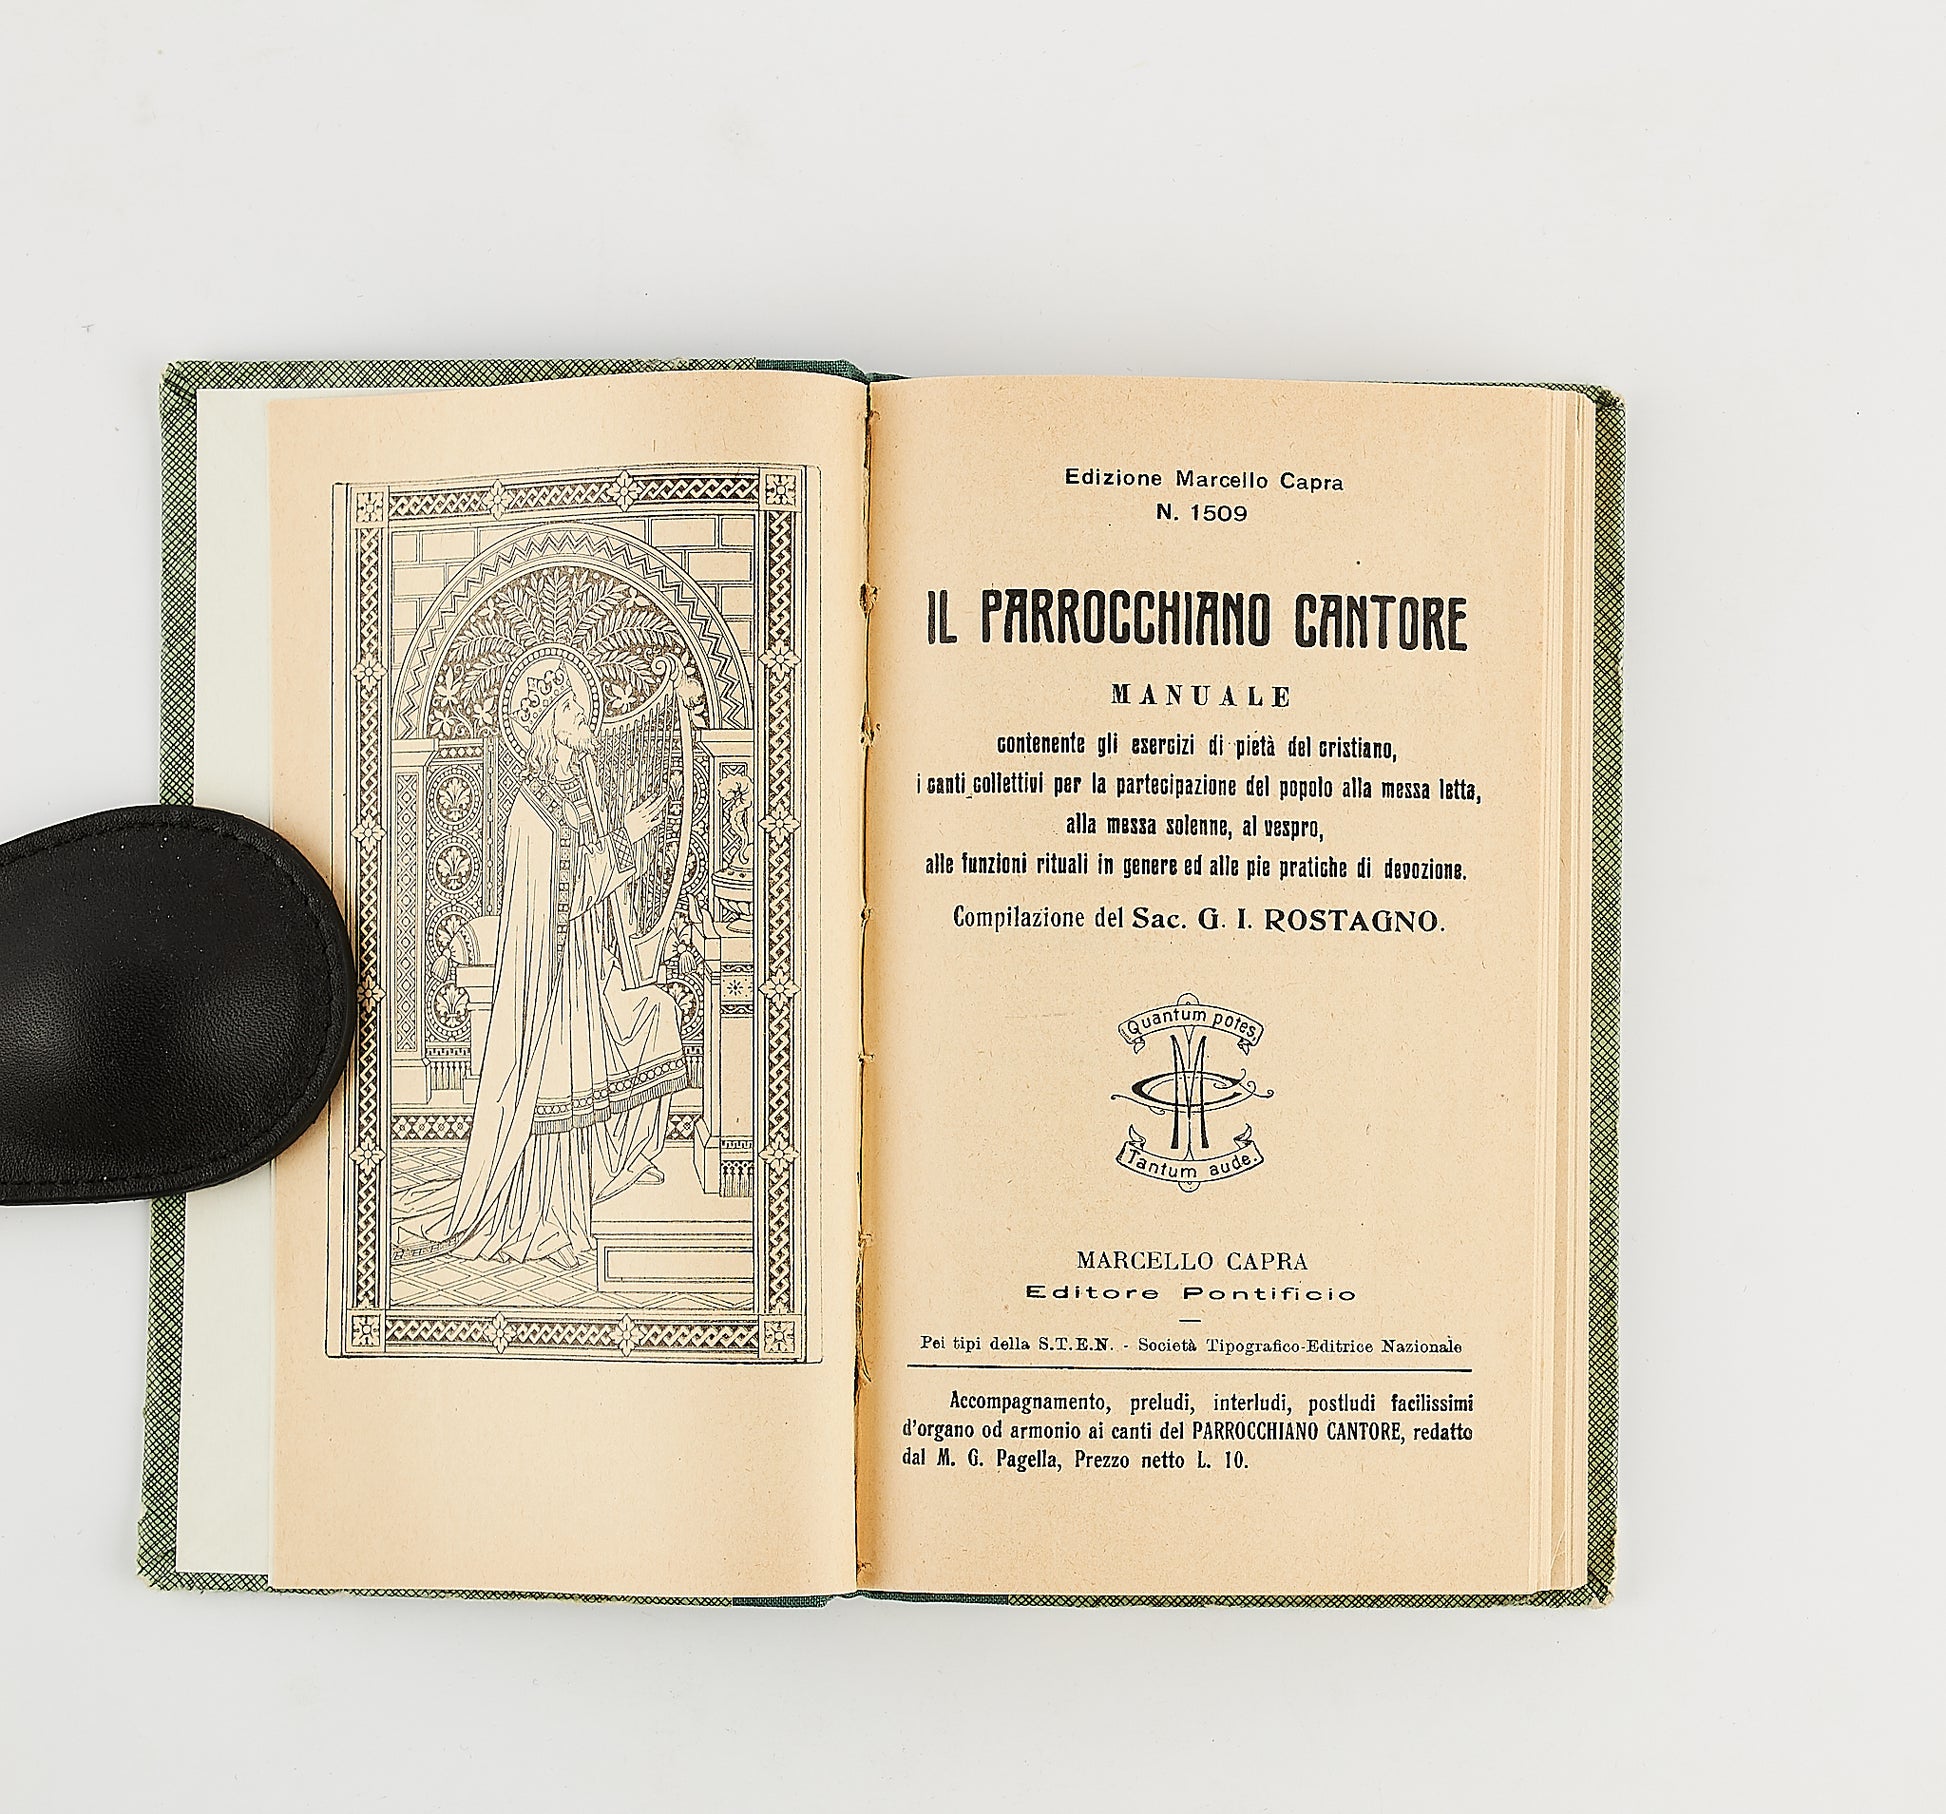 Edizione Marcello Capra
N. 1509
IL PARROCCHIANO CANTORE
MANUALE
contenente gli esercizi di pietà del cristiano,
i canti collettivi per la partecipazione del popolo alla messa letta,
alla messa solenne, al vespro,
alle funzioni rituali in genere ed alle pie pratiche di devozione.
Compilazione del Sac. G. I. ROSTAGNO.
Quantum potes
MC
Tantum aude.
MARCELLO CAPRA
Editore Pontificio
Pei tipi della S.T.E.N. - Società Tipografico-Editrice Nazionale
Accompagnamento, preludi, interludi, postludi facilissimi
d'organo od armonio ai canti del PARROCCHIANO CANTORE, redatto
dal M. G. Pagella, Prezzo netto L. 10.